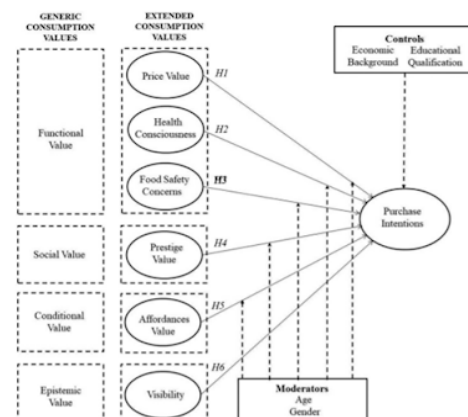 GENERIC
CONSUMPTION
VALUES
EXTENDED
CONSUMPTION
VALUES
Controls
Economic Educational
Background Qualification
Price Value
H1
Health
Consciousness
H2
Functional
Value
Food Safety
Concerns
H3
Purchase
Intentions
Social Value
Prestige
Value
H4
Conditional
Value
Affordances
Value
H5
Epistemic
Value
Visibility
H6
Moderators
Age
Gender